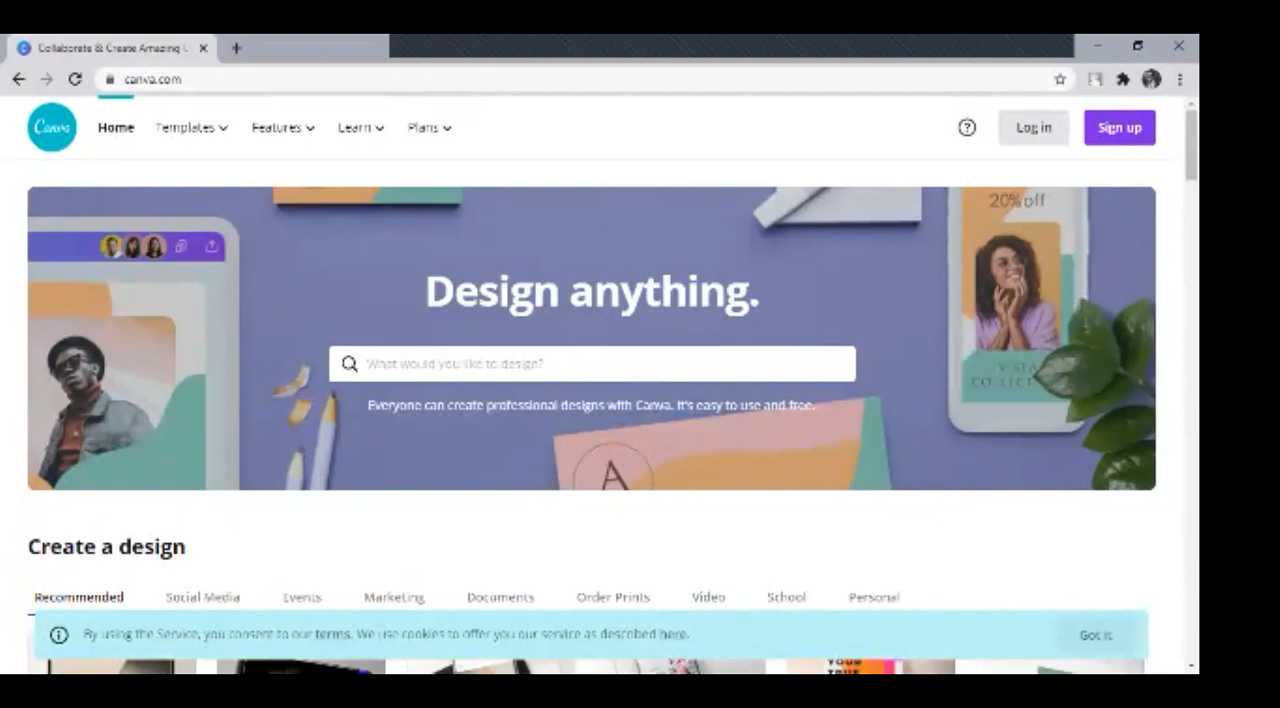 Collaborate & Create Amazing
canva.com
Canva
Home Templates Features Learn Plans
Log in
Sign up
20% off
Design anything.
What would you like to design?
Everyone can create professional designs with Canva. It's easy to use and free.
A
Create a design
Recommended Social Media Events Marketing Documents Order Prints Video School Personal
By using the Service, you consent to our terms. We use cookies to offer you our service as described here.
Got it
YOUR
TRUE